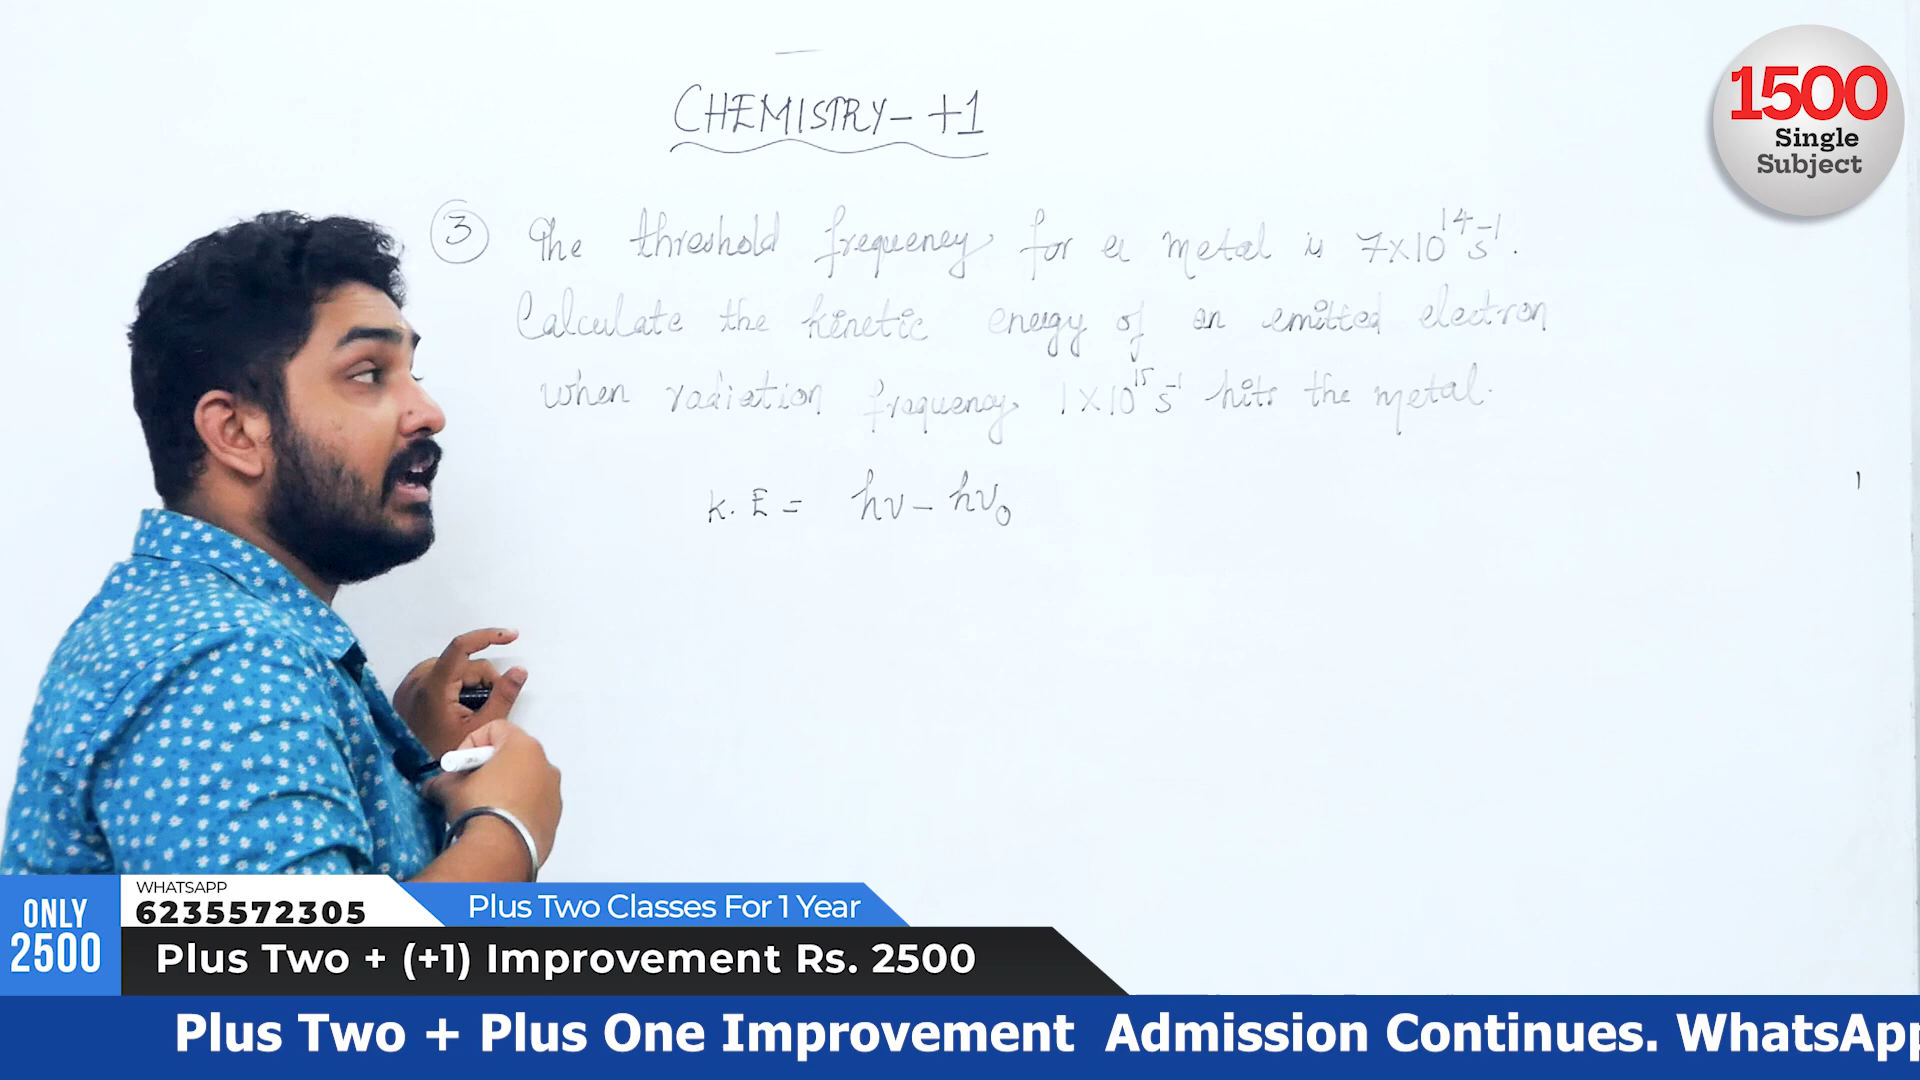 CHEMISTRY - +1
1500
Single
Subject
③ The threshold frequency for a metal is 7×10¹⁴ s⁻¹.
Calculate the kinetic energy of an emitted electron
when radiation frequency 1×10¹⁵ s⁻¹ hits the metal.
K.E = hν - hν₀
ONLY
2500
WHATSAPP
6235572305
Plus Two Classes For 1 Year
Plus Two + (+1) Improvement Rs. 2500
Plus Two + Plus One Improvement Admission Continues. WhatsApp